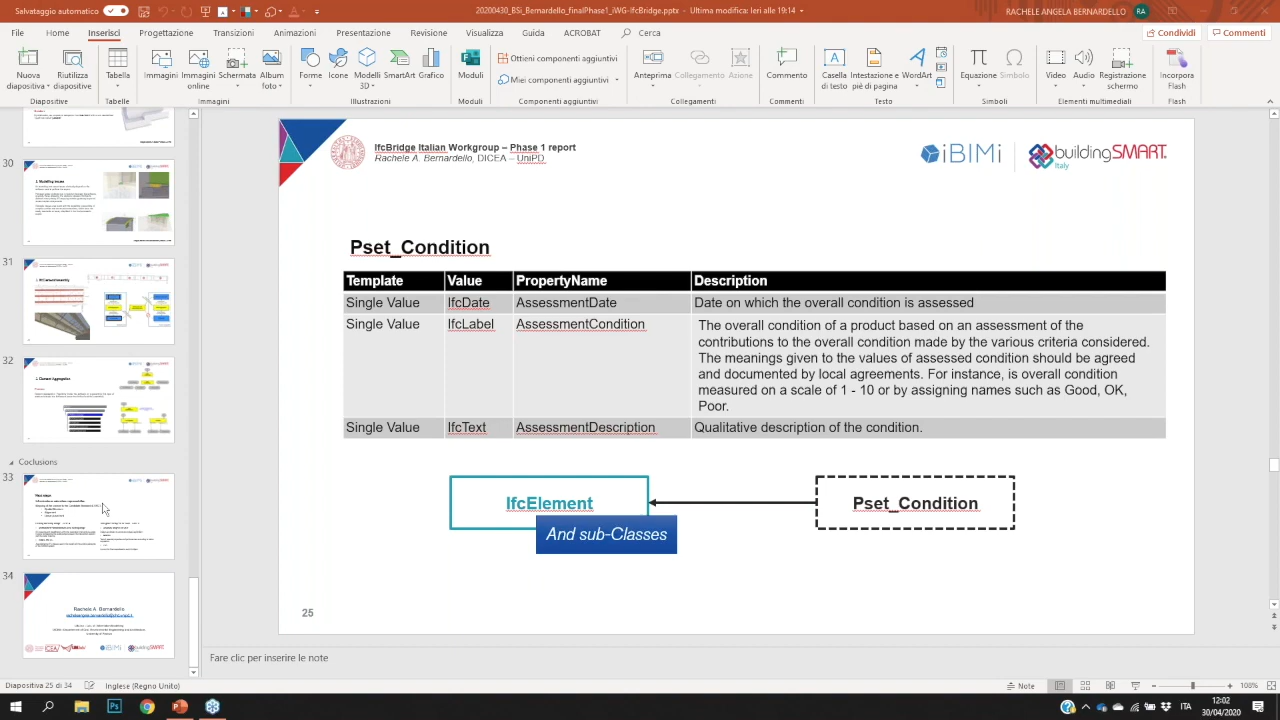 Salvataggio automatico
20200430_BSi_Bernardello_finalPhase1_iWG-IfcBridge.pptx - Ultima modifica: Ieri alle 19:14
RACHELE ANGELA BERNARDELLO RA
File Home Inserisci Progettazione Transizioni Animazioni Presentazione Revisione Visualizza Guida ACROBAT Cerca
Condividi Commenti
Nuova diapositiva
Riutilizza diapositive
Tabella
Immagini
Immagini online
Schermata
Album foto
Forme
Icone
Modelli 3D
SmartArt
Grafico
Moduli
Ottieni componenti aggiuntivi
Miei componenti aggiuntivi
Anteprima
Collegamento
Azione
Commento
Casella di testo
Intestazione e piè di pagina
WordArt
Equazione
Simbolo
Video
Audio
Registrazione schermo
Incorpora Flash
Diapositive Tabelle Immagini Illustrazioni Moduli Componenti aggiuntivi Collegamenti Commenti Testo Simboli Elementi multimediali Flash
30
31
32
Coclusions
33
34
Rachele A. Bernardello
IfcBridge Italian Workgroup – Phase 1 report
Rachele A. Bernardello, DICEA – UniPD
iBIMi
buildingSMART
Italy
Pset_Condition
Template Value PropertyName Description
Single Value IfcDate AssessmentDate Date on which the overall condition is assessed
Single Value IfcLabel AssessmentCondition The overall condition of a product based on an assessment of the
contributions to the overall condition made by the various criteria considered.
The meanings given to the values of assessed condition should be agreed
and documented by local agreements. For instance, is overall condition
measured on a scale of 1 - 10 or by assigning names such as Good, OK,
Poor.
Single Value IfcText AssessmentDescription Qualitative description of the condition.
IfcElement
And sub-Classes
Pset_Condition
25
Fare clic per inserire le note
Diapositiva 25 di 34 Inglese (Regno Unito) Note 108%
Ps
ITA
12:02
30/04/2020